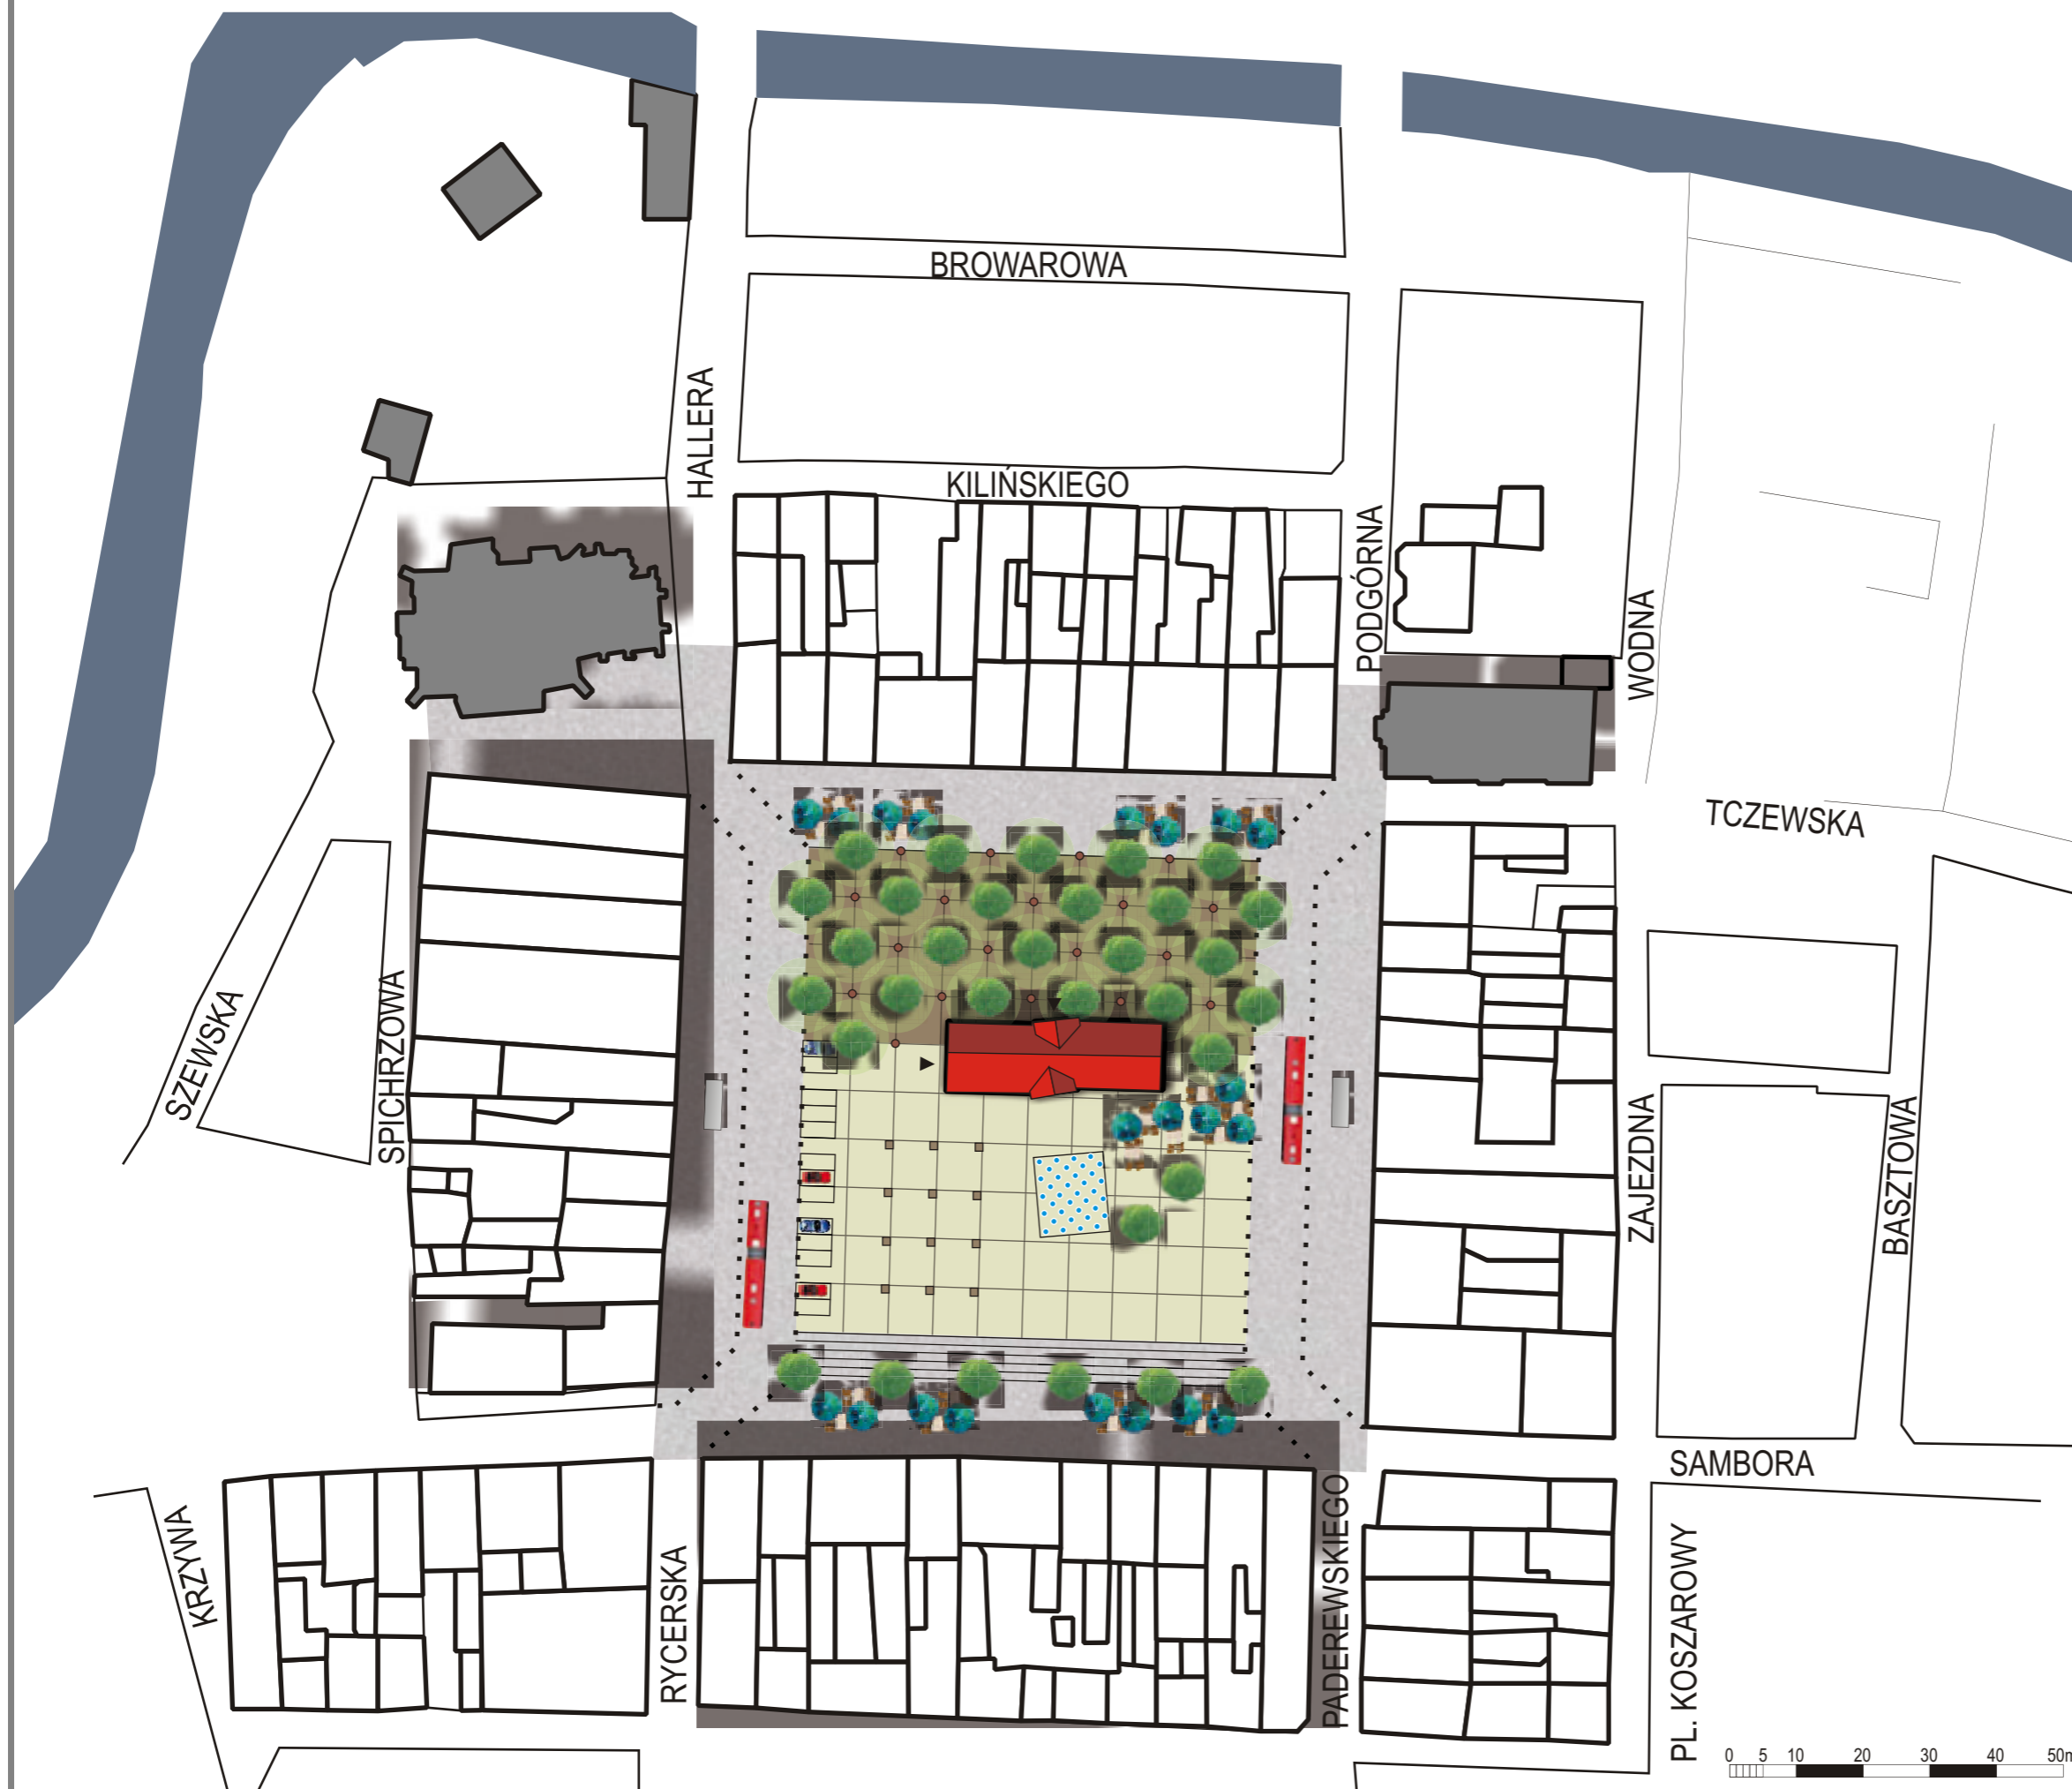 BROWAROWA
HALLERA
KILIŃSKIEGO
PODGÓRNA
WODNA
TCZEWSKA
SZEWSKA
SPICHRZOWA
ZAJEZDNA
BASZTOWA
SAMBORA
KRZYWA
RYCERSKA
PADEREWSKIEGO
PL. KOSZAROWY
0 5 10 20 30 40 50m